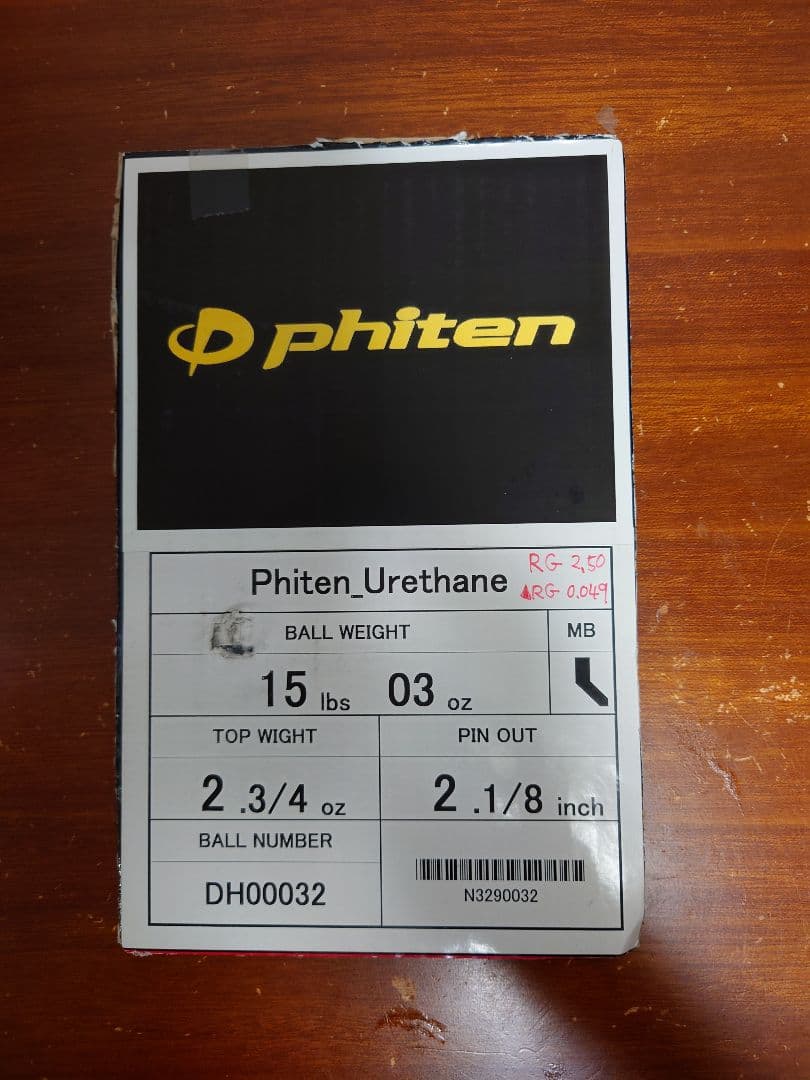 phiten
Phiten_Urethane
RG 2.50
▲RG 0.049
BALL WEIGHT
MB
15 lbs 03 oz
TOP WIGHT
PIN OUT
2 .3/4 oz
2 .1/8 inch
BALL NUMBER
DH00032
N3290032